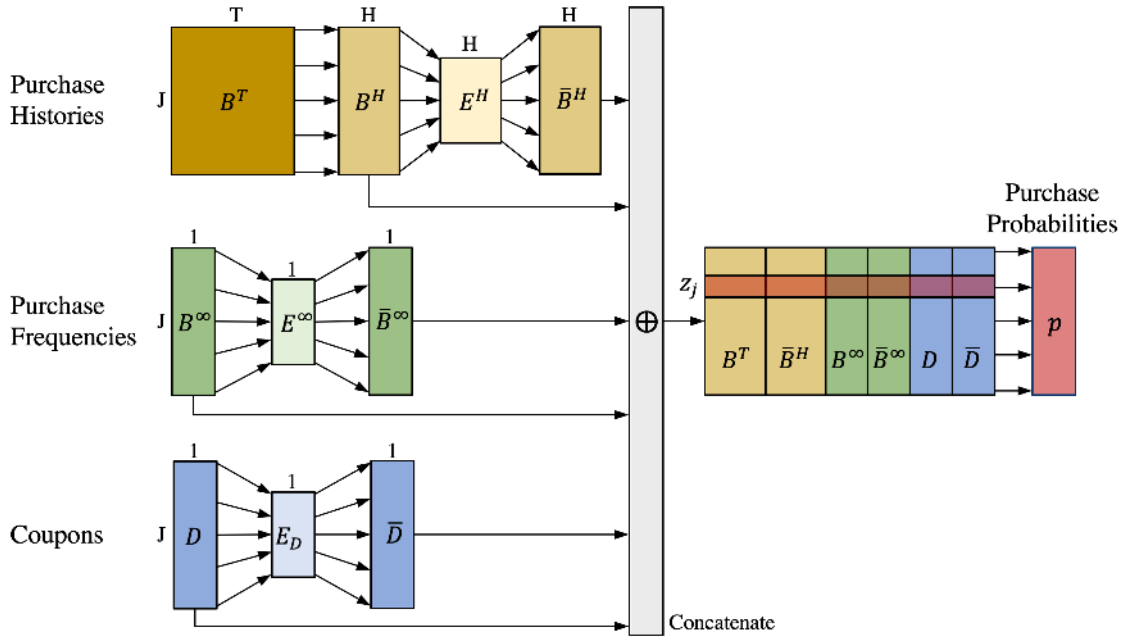 T
H
H
H
Purchase
Histories
J
B^T
B^H
E^H
B̄^H
1
1
1
Purchase
Frequencies
J
B^∞
E^∞
B̄^∞
1
1
1
Coupons
J
D
E_D
D̄
⊕
Concatenate
z_j
B^T
B̄^H
B^∞
B̄^∞
D
D̄
Purchase
Probabilities
p